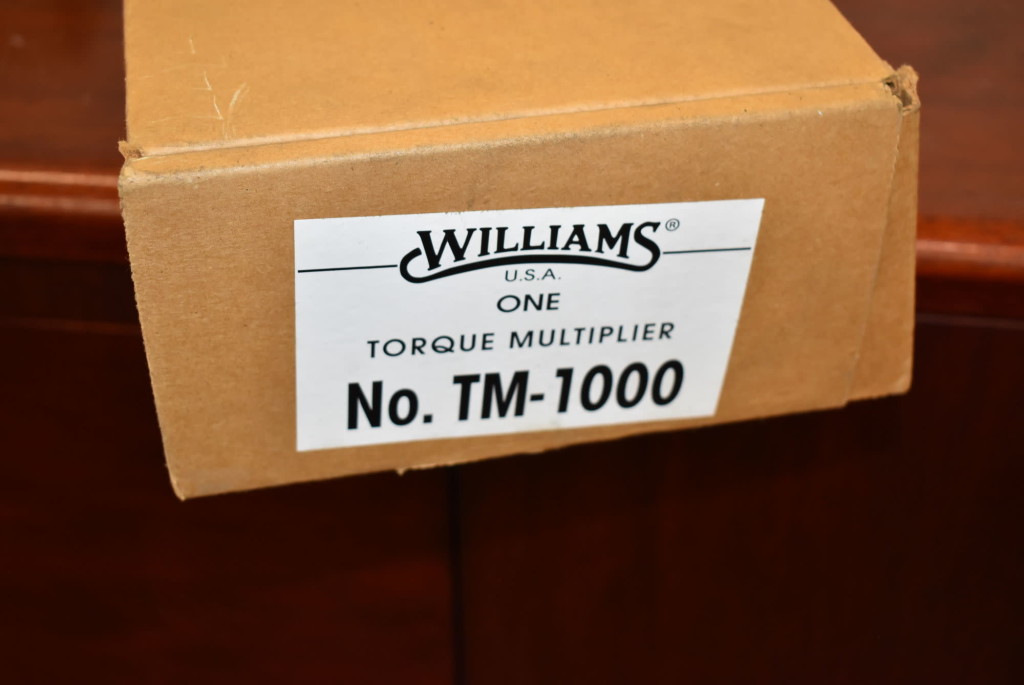 WILLIAMS®
U.S.A.
ONE
TORQUE MULTIPLIER
No. TM-1000